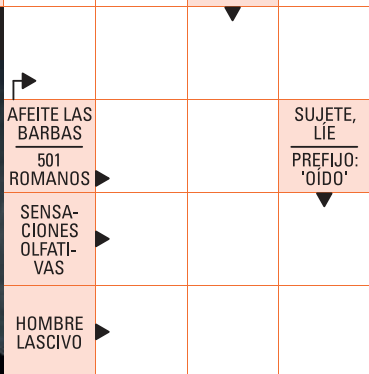 AFEITE LAS
BARBAS
501
ROMANOS
SUJETE,
LÍE
PREFIJO:
'OÍDO'
SENSA-
CIONES
OLFATI-
VAS
HOMBRE
LASCIVO